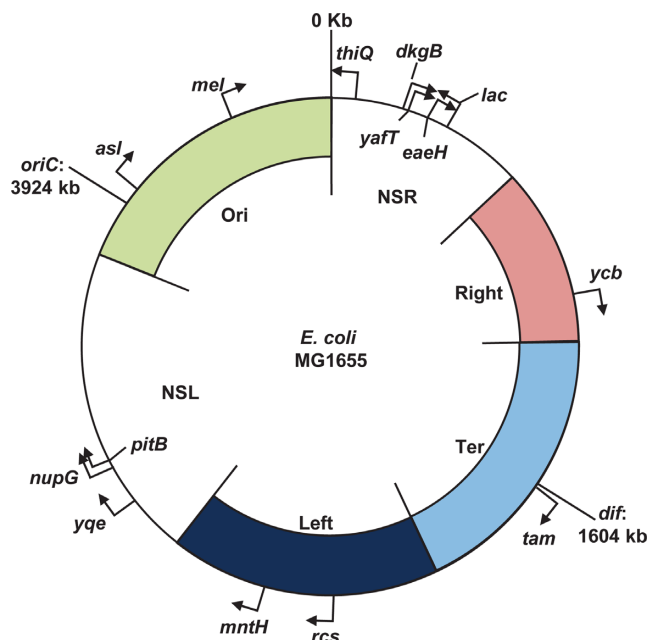 0 Kb
thiQ
dkgB
lac
yafT
eaeH
mel
asl
oriC:
3924 kb
Ori
NSR
Right
ycb
E. coli
MG1655
NSL
Ter
pitB
nupG
yqe
Left
dif:
1604 kb
tam
mntH
rcs